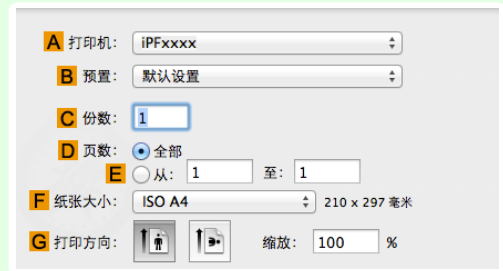 A 打印机: iPFxxxx
B 预置: 默认设置
C 份数: 1
D 页数: 全部
E 从: 1 至: 1
F 纸张大小: ISO A4 210 x 297 毫米
G 打印方向: 缩放: 100 %